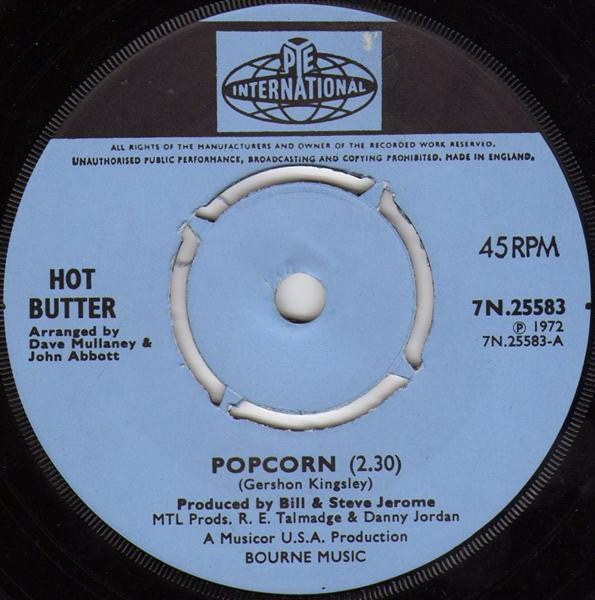 PYE
INTERNATIONAL
ALL RIGHTS OF THE MANUFACTURERS AND OWNER OF THE RECORDED WORK RESERVED.
UNAUTHORISED PUBLIC PERFORMANCE, BROADCASTING AND COPYING PROHIBITED. MADE IN ENGLAND.
45 RPM
HOT
BUTTER
Arranged by
Dave Mullaney &
John Abbott
7N.25583
Ⓟ 1972
7N.25583-A
POPCORN (2.30)
(Gershon Kingsley)
Produced by Bill & Steve Jerome
MTL Prods. R. E. Talmadge & Danny Jordan
A Musicor U.S.A. Production
BOURNE MUSIC